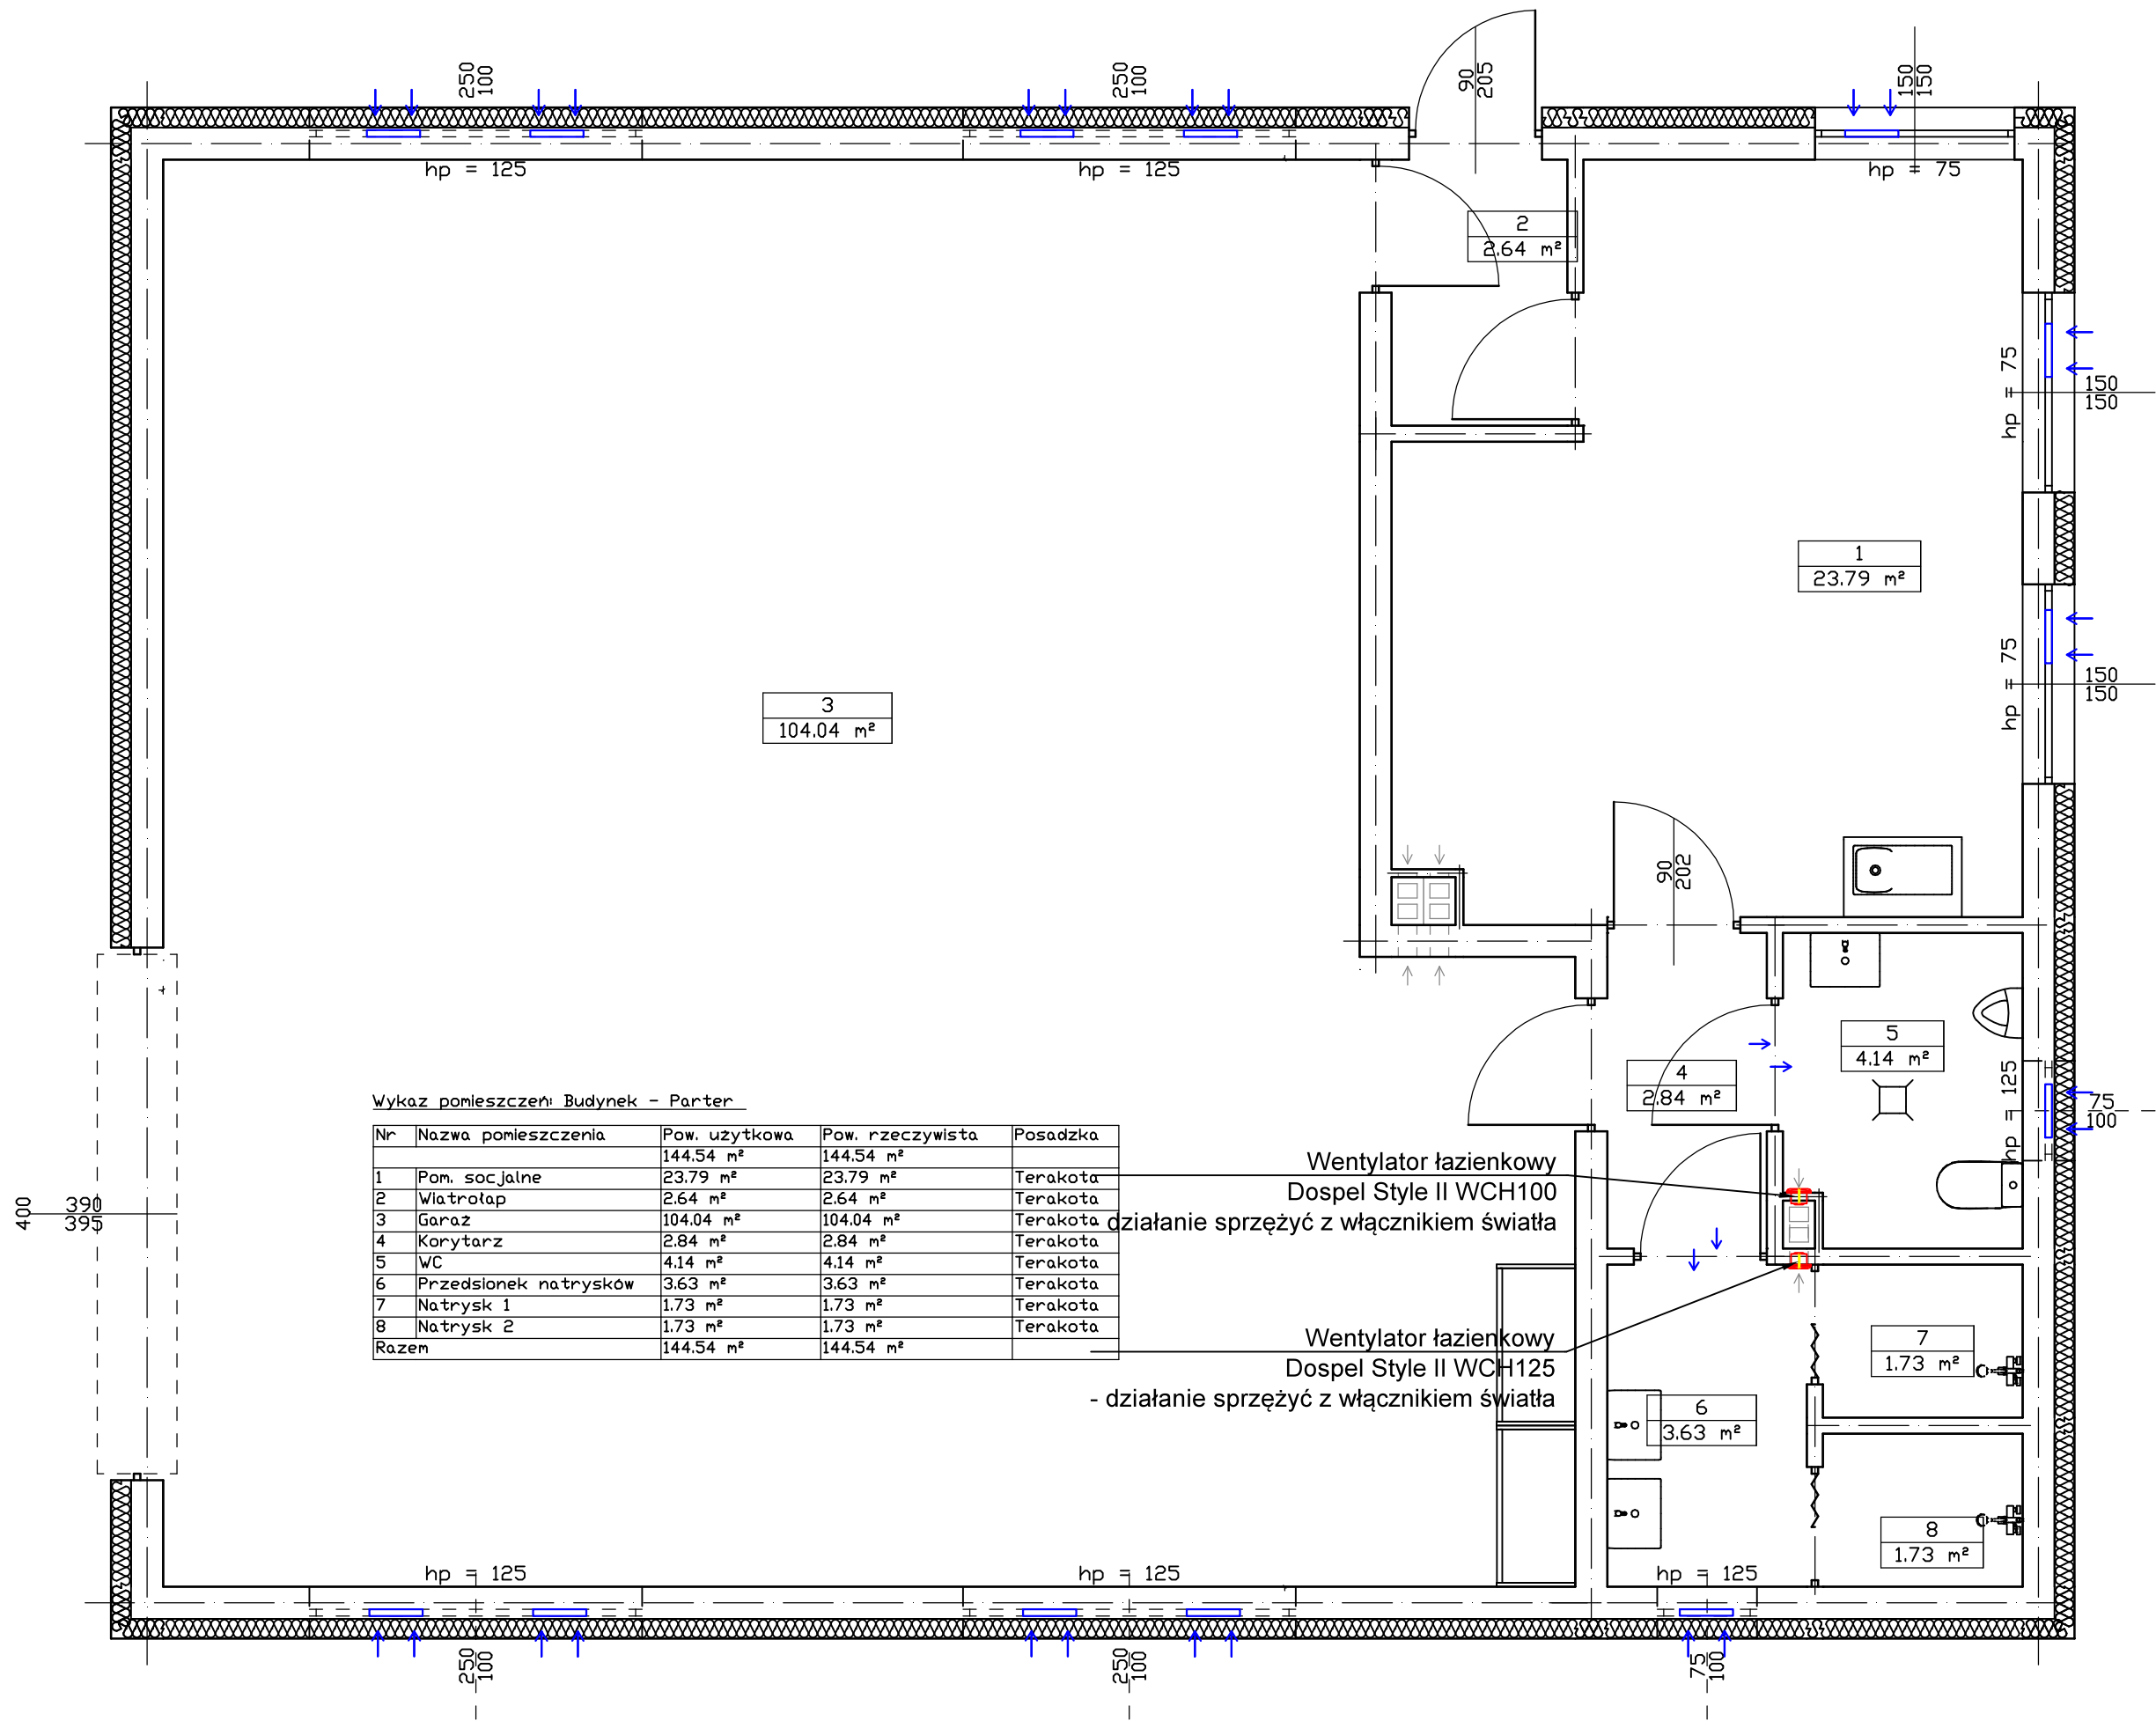 250
100
250
100
90
205
150
150
hp = 125
hp = 125
hp = 75
2
2.64 m²
hp = 75
150
150
1
23.79 m²
hp = 75
150
150
3
104.04 m²
90
202
5
4.14 m²
4
2.84 m²
hp = 125
75
100
400
390
395
Wykaz pomieszczeń: Budynek - Parter
Nr Nazwa pomieszczenia Pow. użytkowa Pow. rzeczywista Posadzka
144.54 m² 144.54 m²
1 Pom. socjalne 23.79 m² 23.79 m² Terakota
2 Wiatrołap 2.64 m² 2.64 m² Terakota
3 Garaż 104.04 m² 104.04 m² Terakota
4 Korytarz 2.84 m² 2.84 m² Terakota
5 WC 4.14 m² 4.14 m² Terakota
6 Przedsionek natrysków 3.63 m² 3.63 m² Terakota
7 Natrysk 1 1.73 m² 1.73 m² Terakota
8 Natrysk 2 1.73 m² 1.73 m² Terakota
Razem 144.54 m² 144.54 m²
Wentylator łazienkowy
Dospel Style II WCH100
- działanie sprzężyć z włącznikiem światła
Wentylator łazienkowy
Dospel Style II WCH125
- działanie sprzężyć z włącznikiem światła
7
1.73 m²
6
3.63 m²
8
1.73 m²
hp = 125
hp = 125
hp = 125
250
100
250
100
75
100